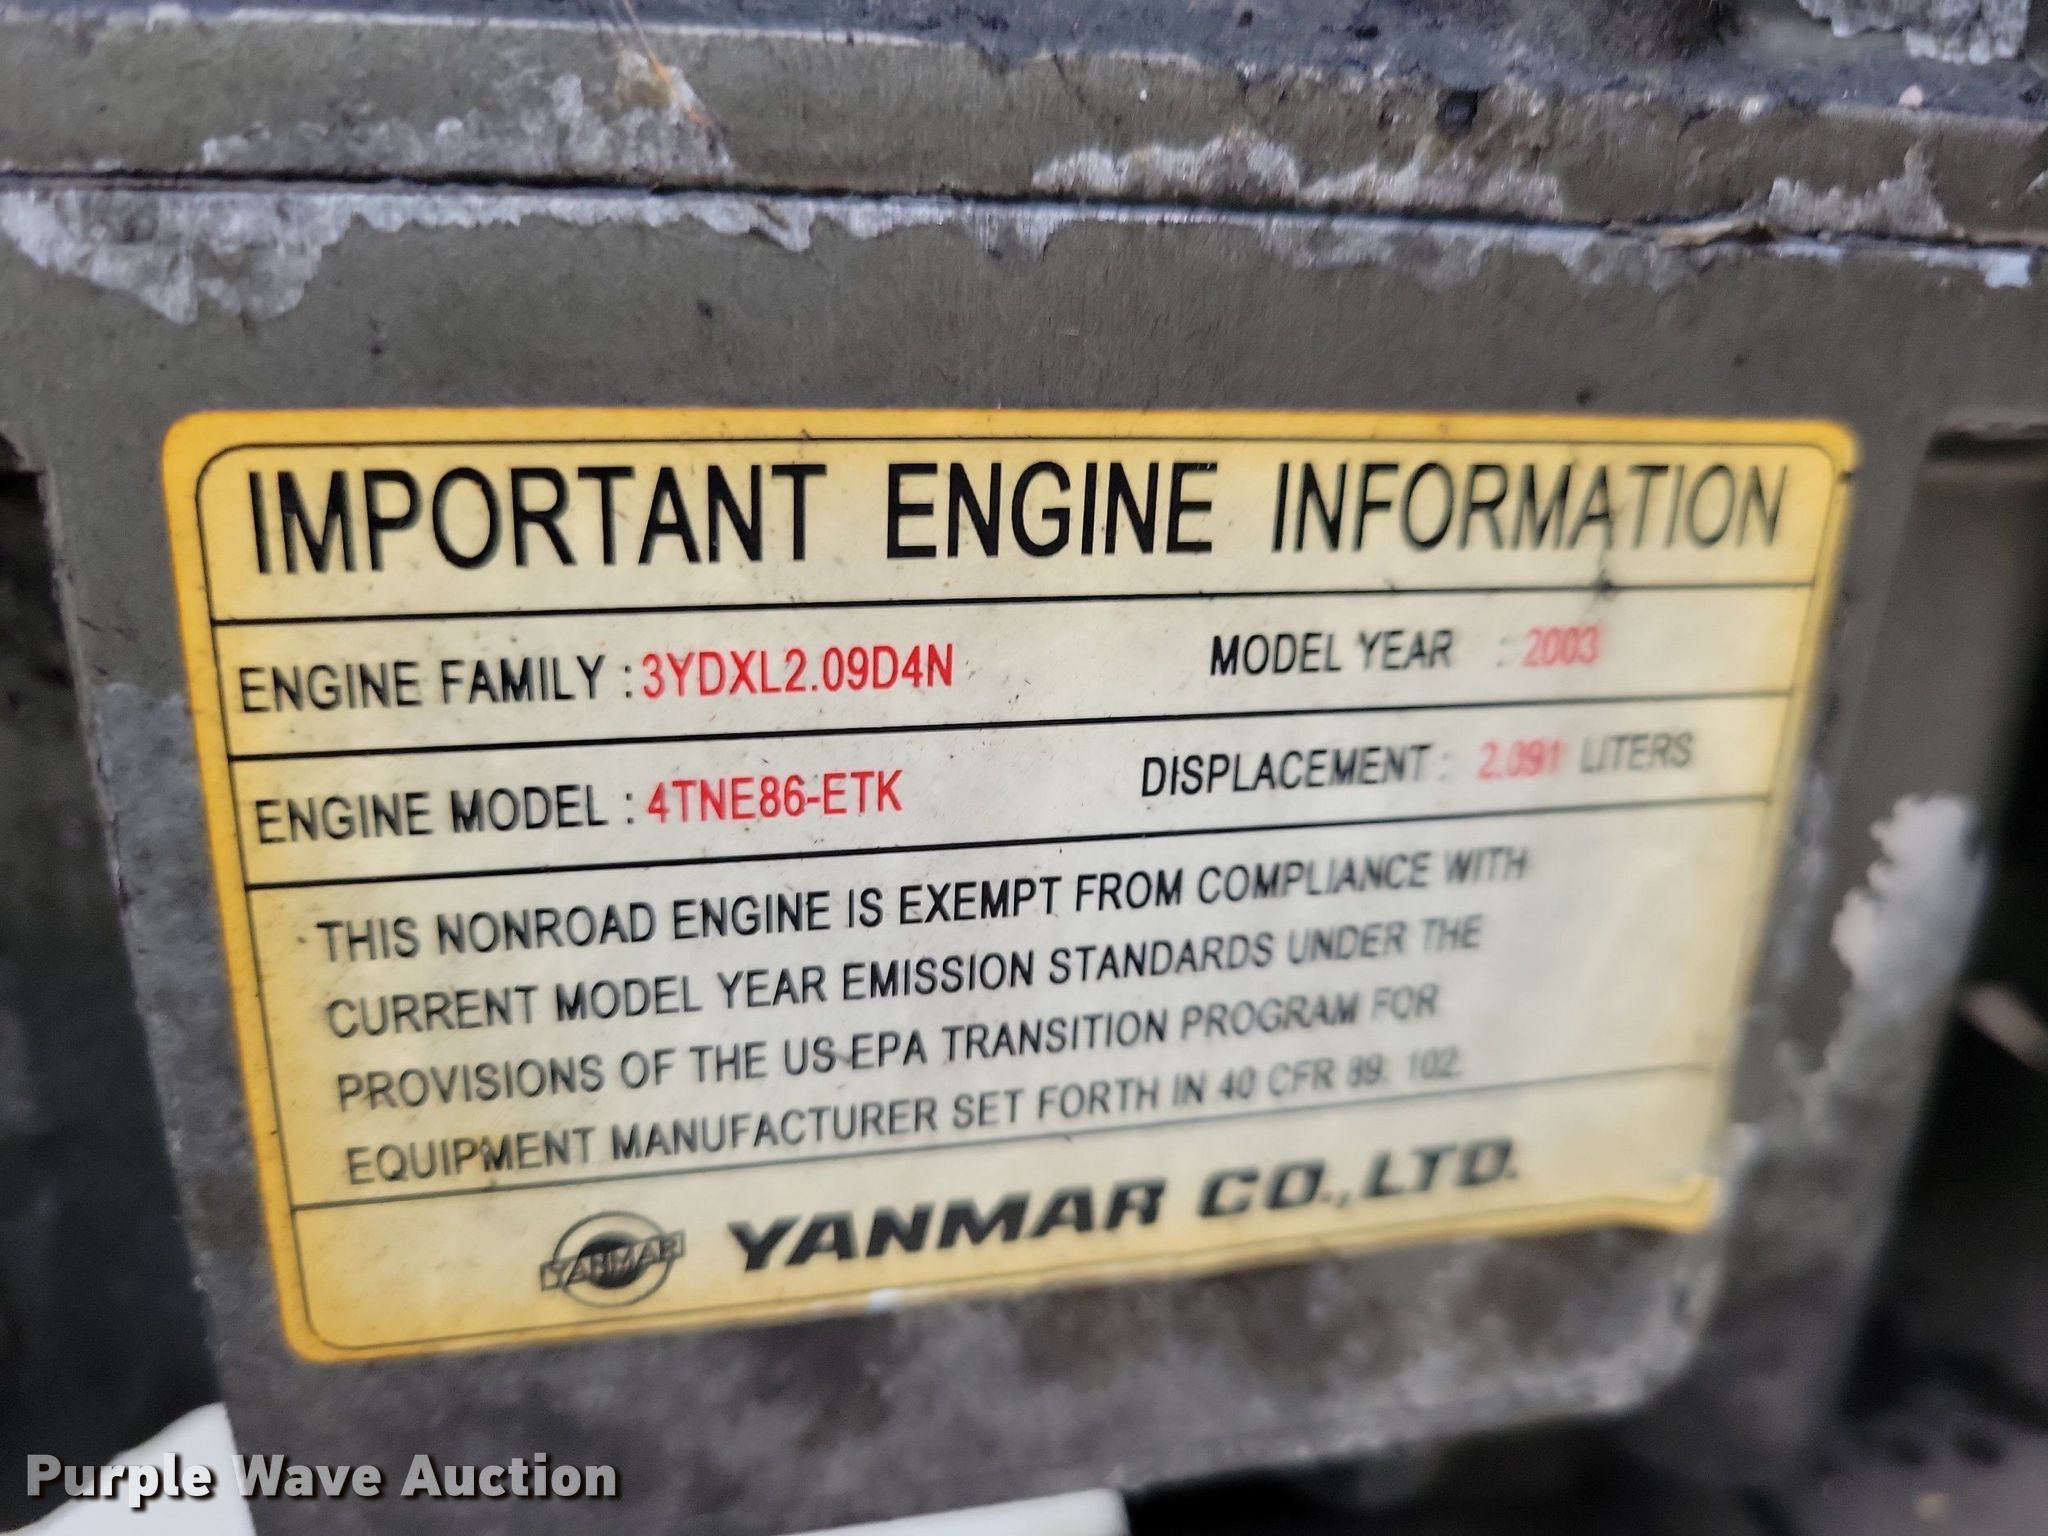 IMPORTANT ENGINE INFORMATION
ENGINE FAMILY : 3YDXL2.09D4N MODEL YEAR : 2003
ENGINE MODEL : 4TNE86-ETK DISPLACEMENT : 2.091 LITERS
THIS NONROAD ENGINE IS EXEMPT FROM COMPLIANCE WITH
CURRENT MODEL YEAR EMISSION STANDARDS UNDER THE
PROVISIONS OF THE US EPA TRANSITION PROGRAM FOR
EQUIPMENT MANUFACTURER SET FORTH IN 40 CFR 89. 102.
YANMAR YANMAR CO.,LTD.
Purple Wave Auction